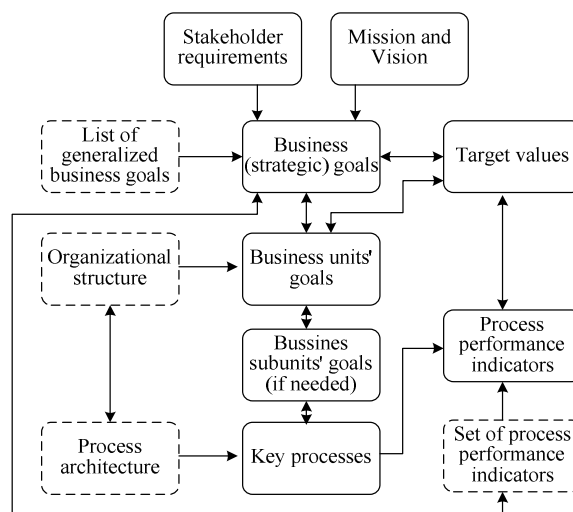 Stakeholder
requirements
Mission and
Vision
List of
generalized
business goals
Business
(strategic) goals
Target values
Organizational
structure
Business units'
goals
Bussines
subunits' goals
(if needed)
Process
performance
indicators
Process
architecture
Key processes
Set of process
performance
indicators